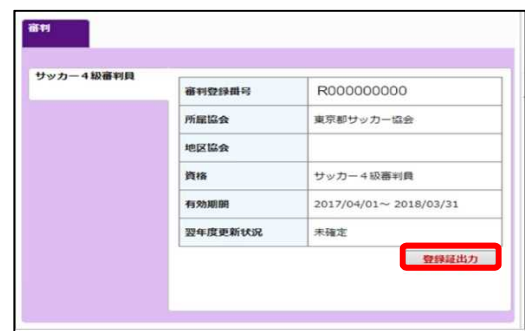 審判
サッカー４級審判員
審判登録番号 R000000000
所属協会 東京都サッカー協会
地区協会
資格 サッカー４級審判員
有効期間 2017/04/01～ 2018/03/31
翌年度更新状況 未確定
登録証出力